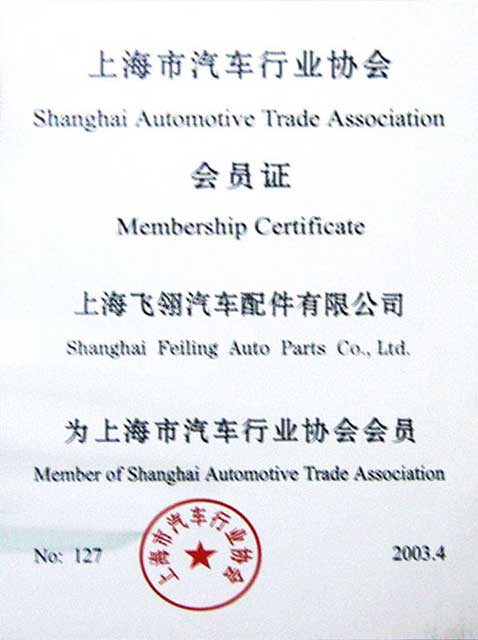 上海市汽车行业协会
Shanghai Automotive Trade Association
会员证
Membership Certificate
上海飞翎汽车配件有限公司
Shanghai Feiling Auto Parts Co., Ltd.
为上海市汽车行业协会会员
Member of Shanghai Automotive Trade Association
上海市汽车行业协会
No: 127
2003.4